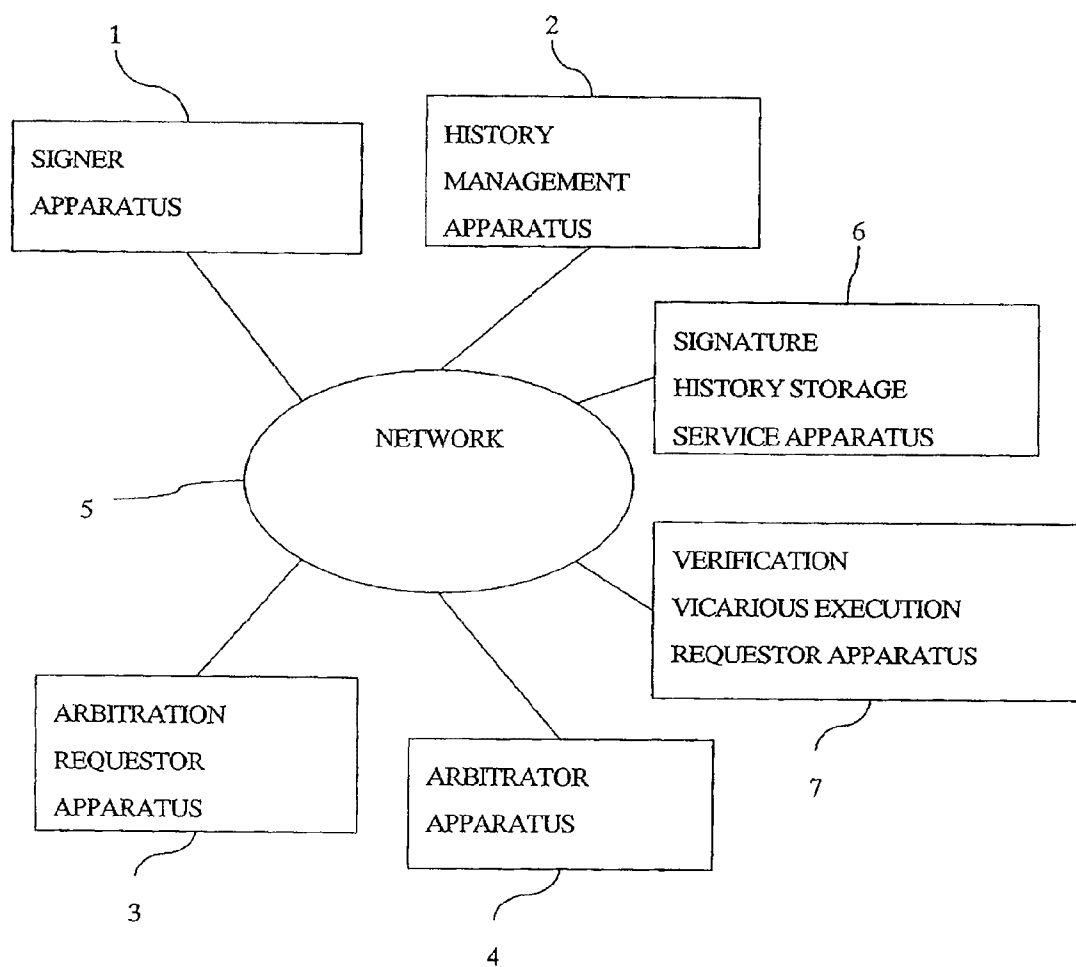 1
2
SIGNER
APPARATUS
HISTORY
MANAGEMENT
APPARATUS
6
SIGNATURE
HISTORY STORAGE
SERVICE APPARATUS
NETWORK
5
VERIFICATION
VICARIOUS EXECUTION
REQUESTOR APPARATUS
7
ARBITRATION
REQUESTOR
APPARATUS
3
ARBITRATOR
APPARATUS
4